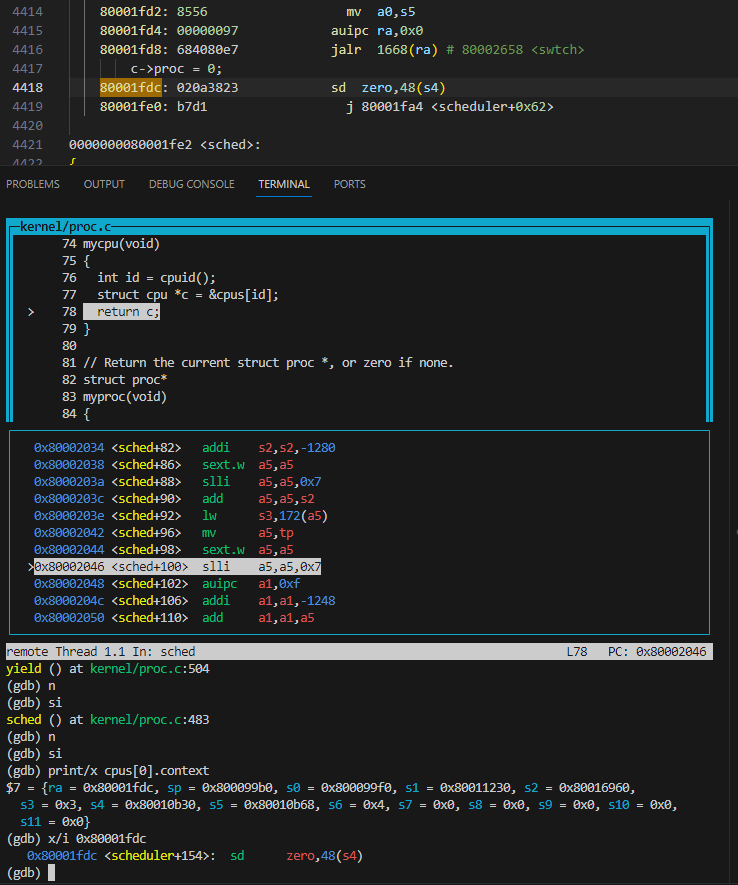 4414 80001fd2: 8556 mv a0,s5
4415 80001fd4: 00000097 auipc ra,0x0
4416 80001fd8: 684080e7 jalr 1668(ra) # 80002658 <swtch>
4417 c->proc = 0;
4418 80001fdc: 020a3823 sd zero,48(s4)
4419 80001fe0: b7d1 j 80001fa4 <scheduler+0x62>
4420
4421 0000000080001fe2 <sched>:
4422 {
PROBLEMS OUTPUT DEBUG CONSOLE TERMINAL PORTS
kernel/proc.c
74 mycpu(void)
75 {
76 int id = cpuid();
77 struct cpu *c = &cpus[id];
> 78 return c;
79 }
80
81 // Return the current struct proc *, or zero if none.
82 struct proc*
83 myproc(void)
84 {
0x80002034 <sched+82> addi s2,s2,-1280
0x80002038 <sched+86> sext.w a5,a5
0x8000203a <sched+88> slli a5,a5,0x7
0x8000203c <sched+90> add a5,a5,s2
0x8000203e <sched+92> lw s3,172(a5)
0x80002042 <sched+96> mv a5,tp
0x80002044 <sched+98> sext.w a5,a5
>0x80002046 <sched+100> slli a5,a5,0x7
0x80002048 <sched+102> auipc a1,0xf
0x8000204c <sched+106> addi a1,a1,-1248
0x80002050 <sched+110> add a1,a1,a5
remote Thread 1.1 In: sched L78 PC: 0x80002046
yield () at kernel/proc.c:504
(gdb) n
(gdb) si
sched () at kernel/proc.c:483
(gdb) n
(gdb) si
(gdb) print/x cpus[0].context
$7 = {ra = 0x80001fdc, sp = 0x800099b0, s0 = 0x800099f0, s1 = 0x80011230, s2 = 0x80016960,
s3 = 0x3, s4 = 0x80010b30, s5 = 0x80010b68, s6 = 0x4, s7 = 0x0, s8 = 0x0, s9 = 0x0, s10 = 0x0,
s11 = 0x0}
(gdb) x/i 0x80001fdc
0x80001fdc <scheduler+154>: sd zero,48(s4)
(gdb)